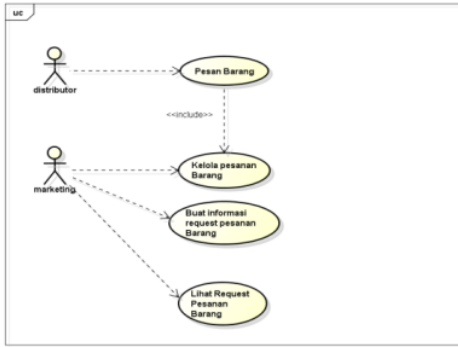 uc
Pesan Barang
distributor
<<include>>
Kelola pesanan
Barang
marketing
Buat informasi
request pesanan
Barang
Lihat Request
Pesanan
Barang